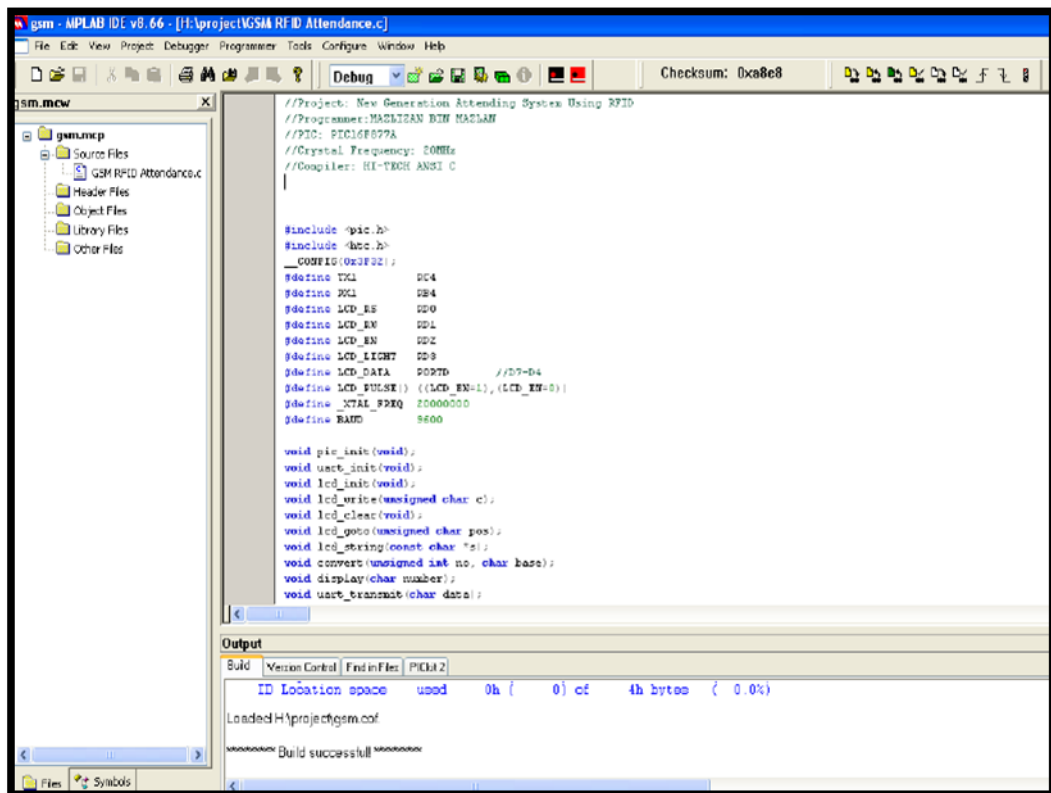 gsm - MPLAB IDE v8.66 - [H:\project\GSM RFID Attendance.c]
File Edit View Project Debugger Programmer Tools Configure Window Help
Debug
Checksum: 0xa8e8
gsm.mcw
gsm.mcp
Source Files
GSM RFID Attendance.c
Header Files
Object Files
Library Files
Other Files
Files
Symbols
//Project: New Generation Attending System Using RFID
//Programmer:MAZLIZAN BIN MAZLAN
//PIC: PIC16F877A
//Crystal Frequency: 20MHz
//Compiler: HI-TECH ANSI C
#include <pic.h>
#include <htc.h>
__CONFIG(0x3F32);
#define TX1 RC4
#define RX1 RB4
#define LCD_RS RD0
#define LCD_RW RD1
#define LCD_EN RD2
#define LCD_LIGHT RD3
#define LCD_DATA PORTD //D7-D4
#define LCD_PULSE() ((LCD_EN=1),(LCD_EN=0))
#define _XTAL_FREQ 20000000
#define BAUD 9600
void pic_init(void);
void uart_init(void);
void lcd_init(void);
void lcd_write(unsigned char c);
void lcd_clear(void);
void lcd_goto(unsigned char pos);
void lcd_string(const char *s);
void convert(unsigned int no, char base);
void display(char number);
void uart_transmit(char data);
Output
Build Version Control Find in Files PICkit 2
ID Location space used 0h ( 0) of 4h bytes ( 0.0%)
Loaded H:\project\gsm.cof.
******** Build successful! ********